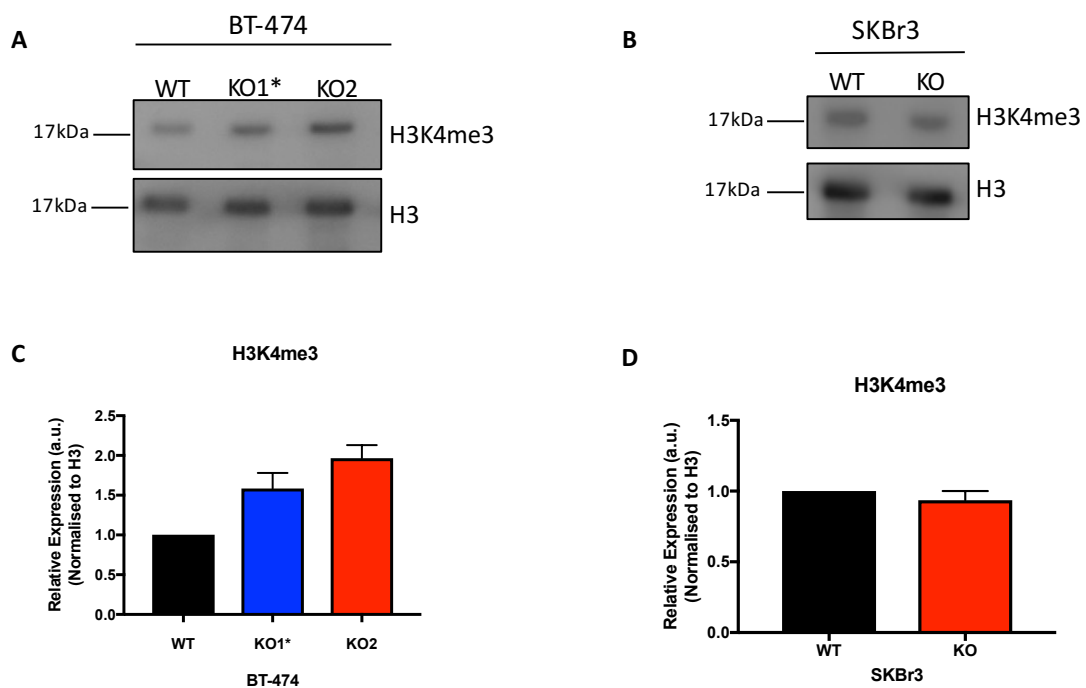 A
BT-474
WT KO1* KO2
17kDa
H3K4me3
17kDa
H3
B
SKBr3
WT KO
17kDa
H3K4me3
17kDa
H3
C
H3K4me3
Relative Expression (a.u.)
(Normalised to H3)
2.5
2.0
1.5
1.0
0.5
0.0
WT KO1* KO2
BT-474
D
H3K4me3
Relative Expression (a.u.)
(Normalised to H3)
1.5
1.0
0.5
0.0
WT KO
SKBr3